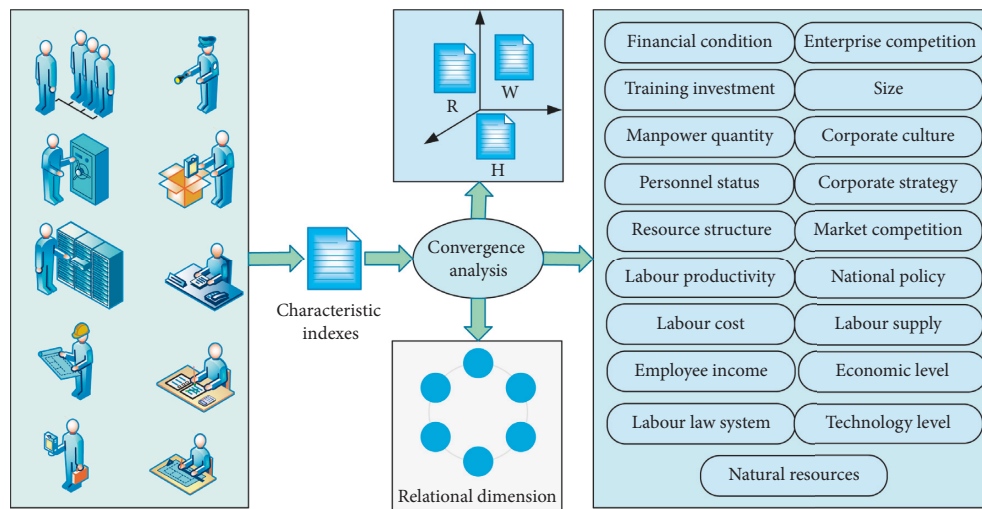 R
W
H
Characteristic
indexes
Convergence
analysis
Relational dimension
Financial condition
Enterprise competition
Training investment
Size
Manpower quantity
Corporate culture
Personnel status
Corporate strategy
Resource structure
Market competition
Labour productivity
National policy
Labour cost
Labour supply
Employee income
Economic level
Labour law system
Technology level
Natural resources